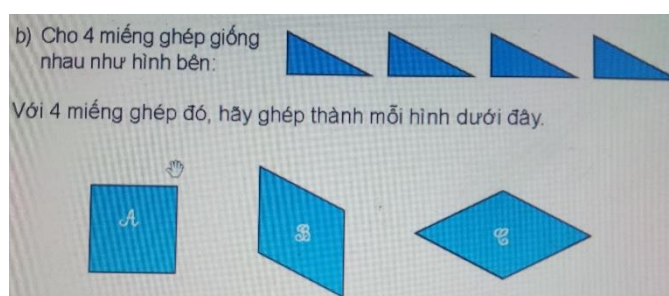 b) Cho 4 miếng ghép giống
nhau như hình bên:
Với 4 miếng ghép đó, hãy ghép thành mỗi hình dưới đây.
A
B
C